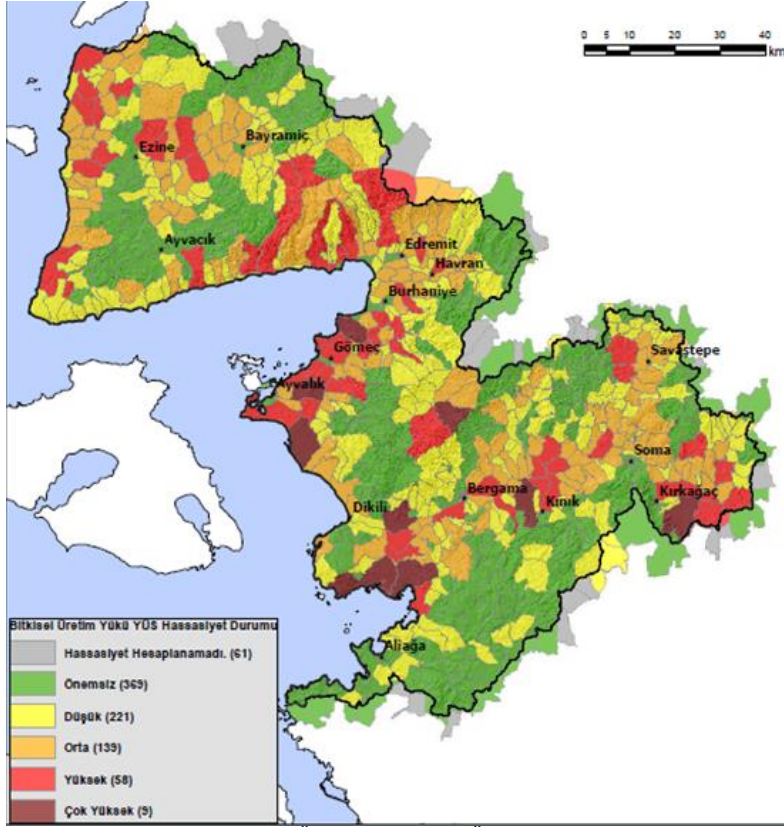 0 5 10 20 30 40
km
Ezine
Bayramiç
Ayvacık
Edremit
Havran
Burhaniye
Gömeç
Ayvalık
Savaştepe
Soma
Bergama
Kınık
Kırkağaç
Dikili
Aliağa
Bitkisel Üretim Yükü YÜS Hassasiyet Durumu
Hassasiyet Hesaplanamadı. (61)
Önemsiz (369)
Düşük (221)
Orta (139)
Yüksek (58)
Çok Yüksek (9)